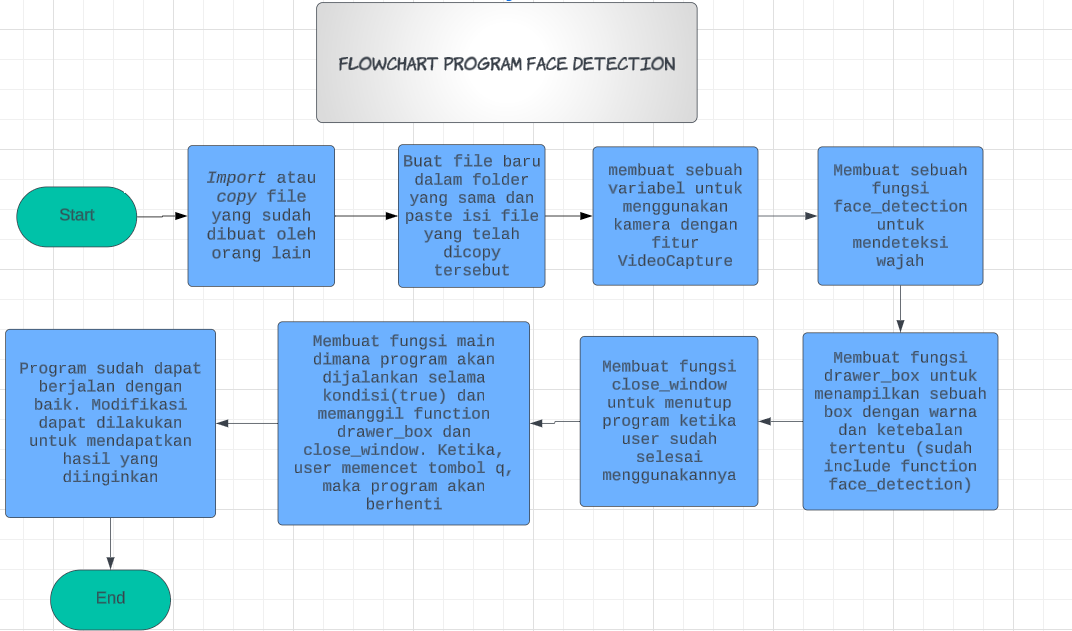 FLOWCHART PROGRAM FACE DETECTION
Start
Import atau
copy file
yang sudah
dibuat oleh
orang lain
Buat file baru
dalam folder
yang sama dan
paste isi file
yang telah
dicopy
tersebut
membuat sebuah
variabel untuk
menggunakan
kamera dengan
fitur
VideoCapture
Membuat sebuah
fungsi
face_detection
untuk
mendeteksi
wajah
Membuat fungsi
drawer_box untuk
menampilkan sebuah
box dengan warna
dan ketebalan
tertentu (sudah
include function
face_detection)
Membuat fungsi
close_window
untuk menutup
program ketika
user sudah
selesai
menggunakannya
Membuat fungsi main
dimana program akan
dijalankan selama
kondisi(true) dan
memanggil function
drawer_box dan
close_window. Ketika,
user memencet tombol q,
maka program akan
berhenti
Program sudah dapat
berjalan dengan
baik. Modifikasi
dapat dilakukan
untuk mendapatkan
hasil yang
diinginkan
End